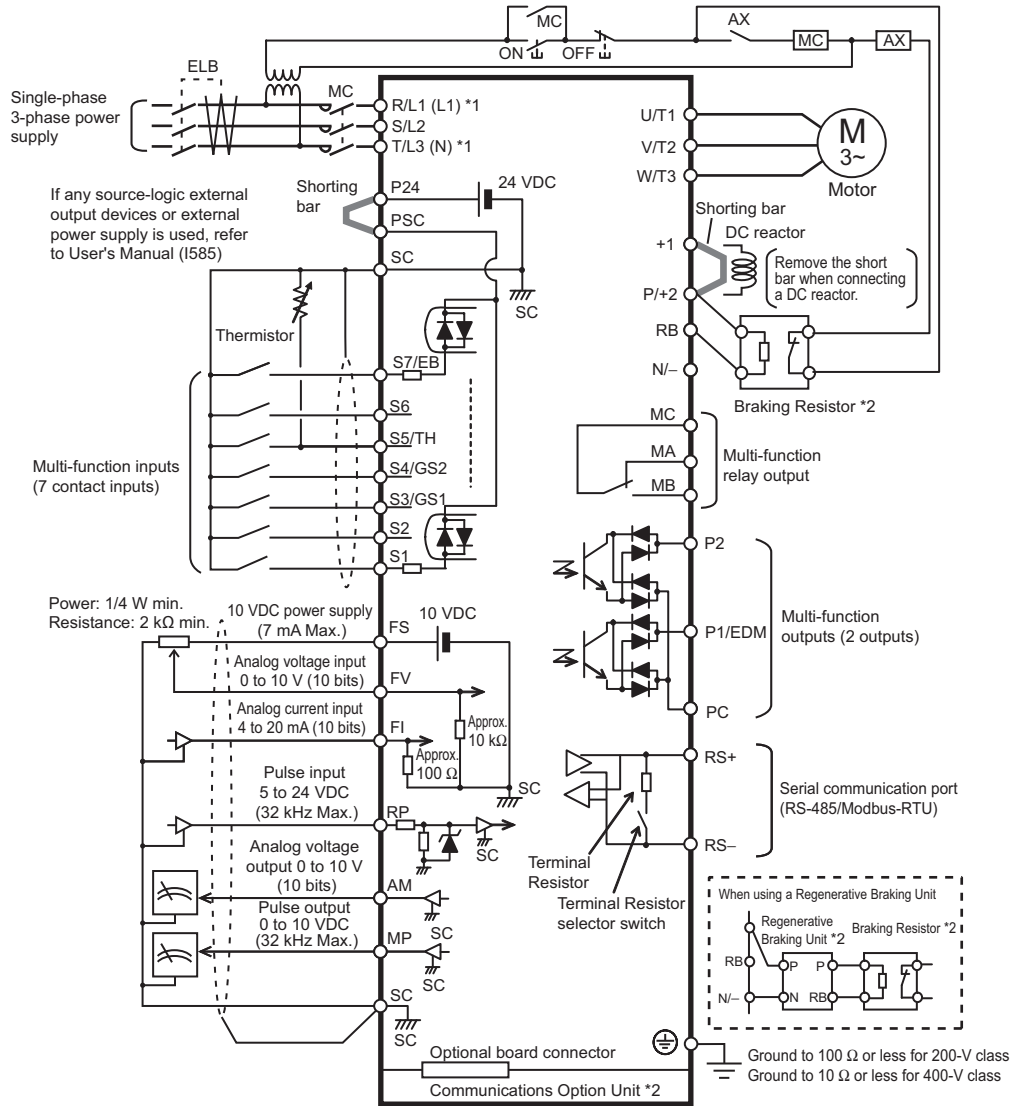 MC
AX
ON
OFF
MC
AX
ELB
MC
Single-phase
3-phase power
supply
R/L1 (L1) *1
S/L2
T/L3 (N) *1
U/T1
V/T2
W/T3
M
3~
Motor
If any source-logic external
output devices or external
power supply is used, refer
to User's Manual (I585)
Shorting
bar
P24
24 VDC
PSC
SC
SC
Shorting bar
DC reactor
+1
Remove the short
bar when connecting
a DC reactor.
P/+2
RB
N/–
Braking Resistor *2
Thermistor
S7/EB
S6
S5/TH
S4/GS2
S3/GS1
S2
S1
Multi-function inputs
(7 contact inputs)
MC
MA
MB
Multi-function
relay output
P2
P1/EDM
PC
Multi-function
outputs (2 outputs)
Power: 1/4 W min.
Resistance: 2 kΩ min.
10 VDC power supply
(7 mA Max.)
FS
10 VDC
Analog voltage input
0 to 10 V (10 bits)
FV
Analog current input
4 to 20 mA (10 bits)
FI
Approx.
10 kΩ
Approx.
100 Ω
SC
Pulse input
5 to 24 VDC
(32 kHz Max.)
RP
SC
Analog voltage
output 0 to 10 V
(10 bits)
AM
SC
Pulse output
0 to 10 VDC
(32 kHz Max.)
MP
SC
SC
SC
RS+
RS–
Serial communication port
(RS-485/Modbus-RTU)
Terminal
Resistor
Terminal Resistor
selector switch
When using a Regenerative Braking Unit
Regenerative
Braking Unit *2
Braking Resistor *2
RB
P
P
N/–
N
RB
Optional board connector
Communications Option Unit *2
Ground to 100 Ω or less for 200-V class
Ground to 10 Ω or less for 400-V class